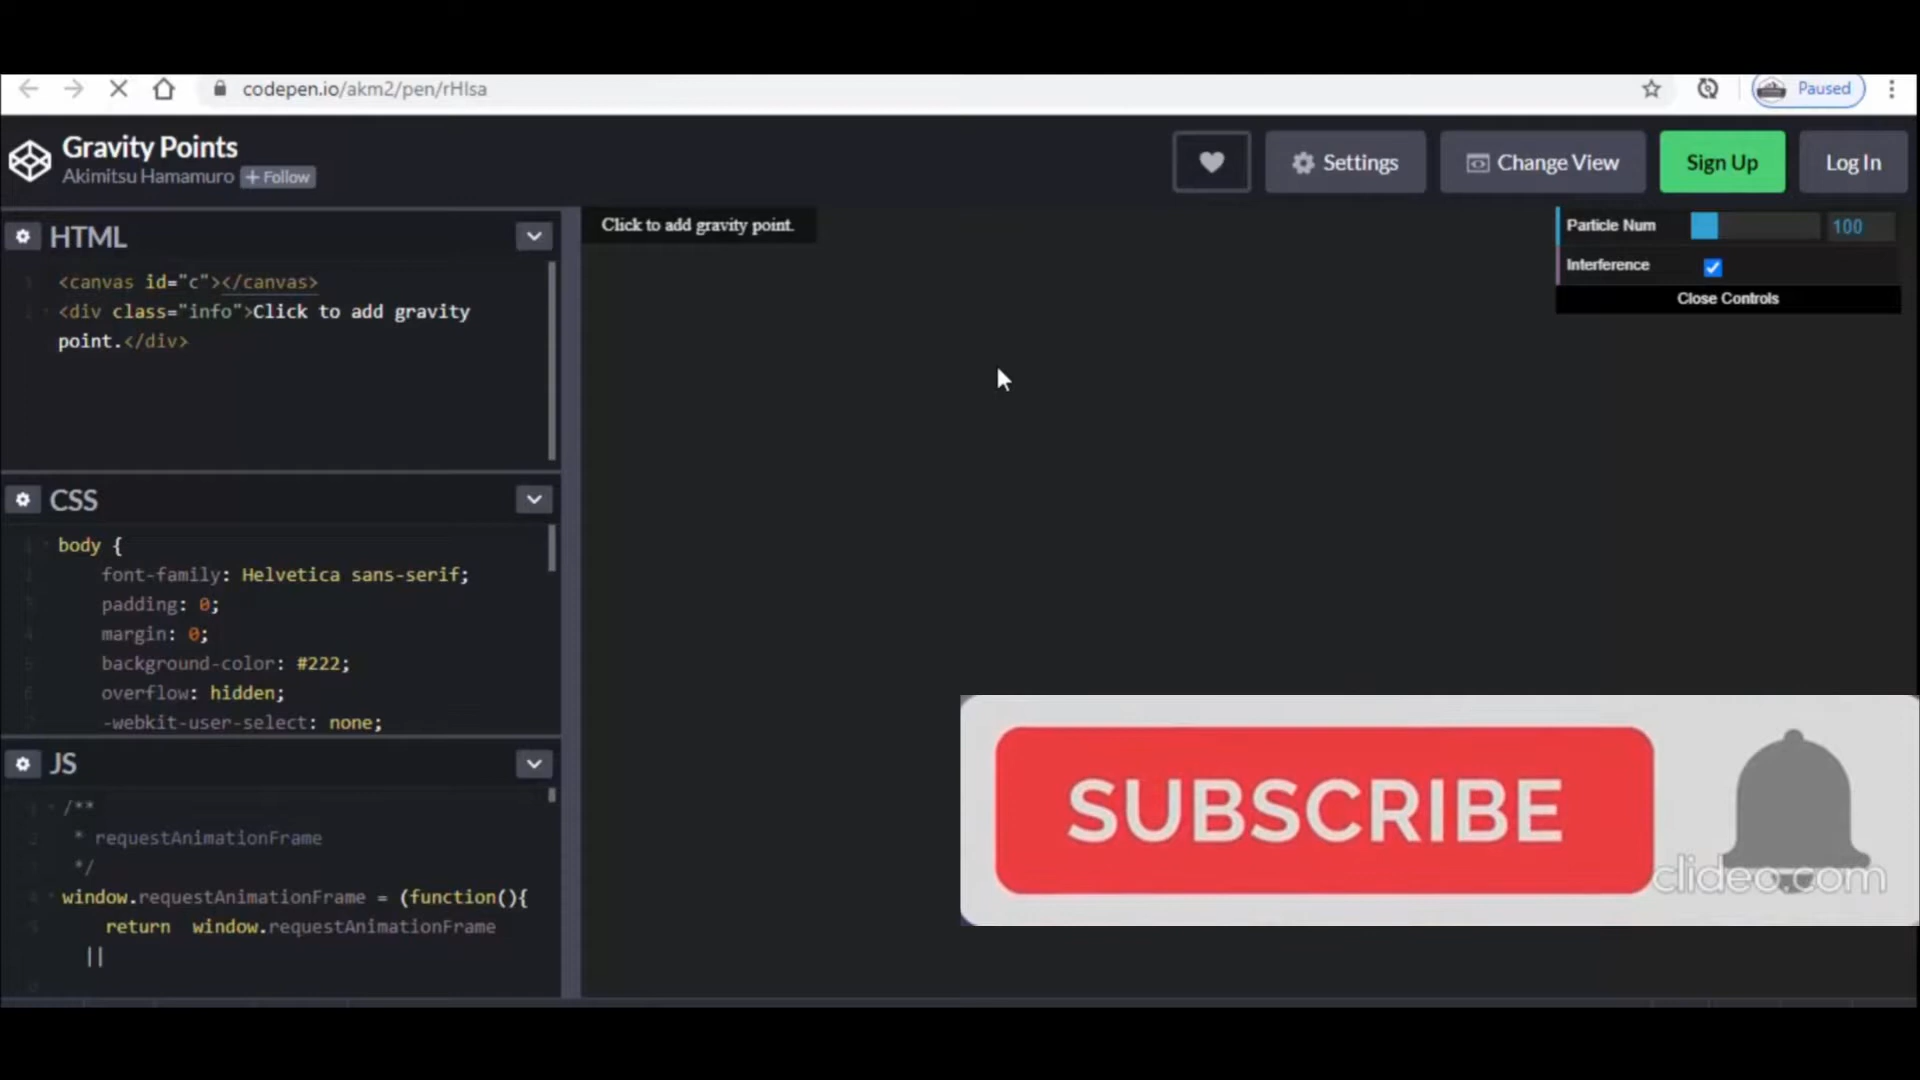 codepen.io/akm2/pen/rHlsa
Paused
Gravity Points
Akimitsu Hamamuro + Follow
Settings
Change View
Sign Up
Log In
HTML
<canvas id="c"></canvas>
<div class="info">Click to add gravity
point.</div>
CSS
body {
font-family: Helvetica sans-serif;
padding: 0;
margin: 0;
background-color: #222;
overflow: hidden;
-webkit-user-select: none;
JS
/**
* requestAnimationFrame
*/
window.requestAnimationFrame = (function(){
return window.requestAnimationFrame
||
Click to add gravity point.
Particle Num 100
Interference
Close Controls
SUBSCRIBE
clideo.com